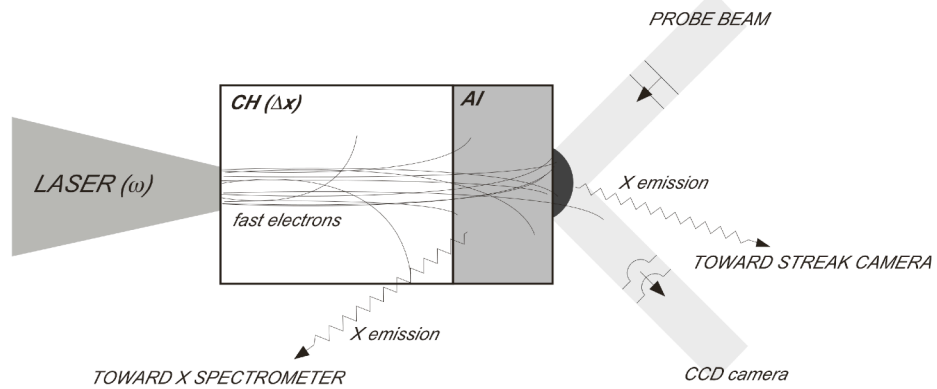 PROBE BEAM
CH (Δx)
Al
LASER (ω)
X emission
fast electrons
TOWARD STREAK CAMERA
X emission
TOWARD X SPECTROMETER
CCD camera